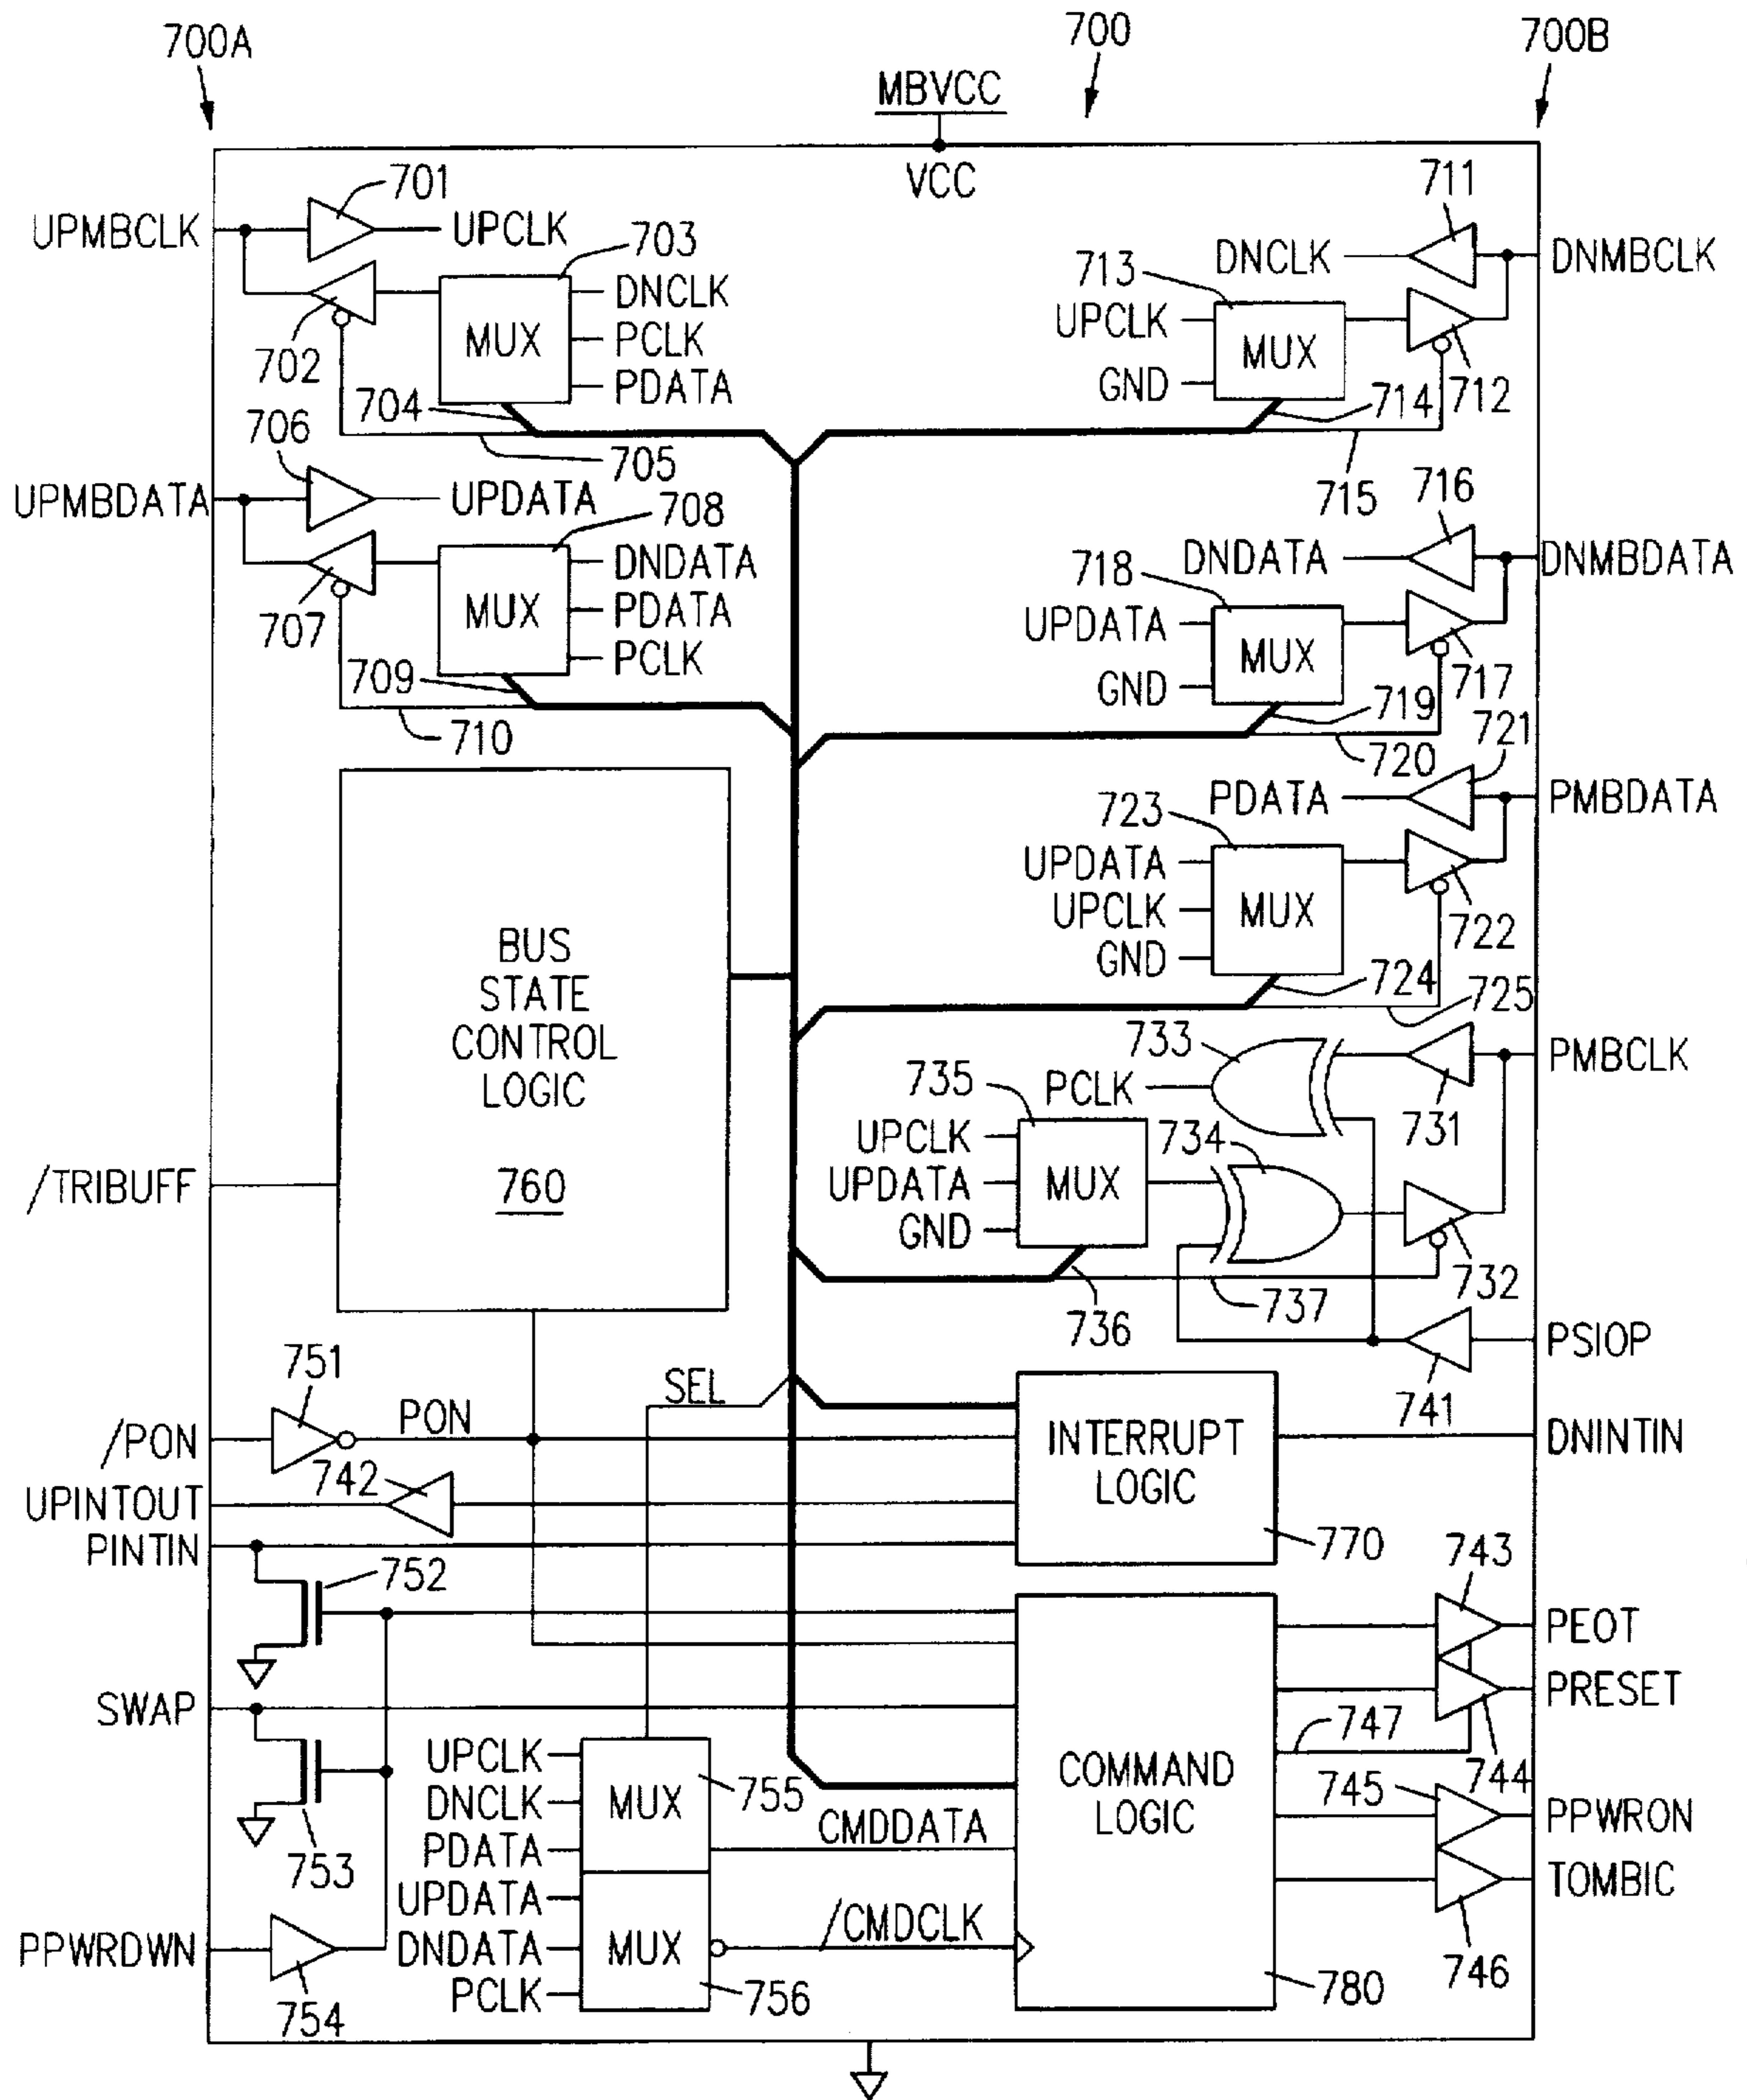 700A
700
700B
MBVCC
VCC
701
711
UPMBCLK
UPCLK
703
DNCLK
DNMBCLK
DNCLK
713
MUX
PCLK
UPCLK
MUX
702
PDATA
GND
704
714
712
706
705
715
716
UPMBDATA
UPDATA
708
DNDATA
DNMBDATA
DNDATA
718
MUX
PDATA
UPDATA
MUX
707
PCLK
GND
717
709
719
721
710
720
PDATA
PMBDATA
723
UPDATA
UPCLK
MUX
722
GND
BUS
STATE
CONTROL
LOGIC
760
724
725
733
PMBCLK
735
PCLK
731
734
UPCLK
/TRIBUFF
UPDATA
MUX
GND
732
736
737
PSIOP
751
SEL
741
PON
/PON
INTERRUPT
LOGIC
DNINTIN
742
UPINTOUT
PINTIN
770
743
752
PEOT
SWAP
PRESET
747
UPCLK
DNCLK
PDATA
MUX
755
COMMAND
LOGIC
744
745
PPWRON
753
CMDDATA
TOMBIC
UPDATA
DNDATA
PCLK
MUX
/CMDCLK
PPWRDWN
746
754
756
780